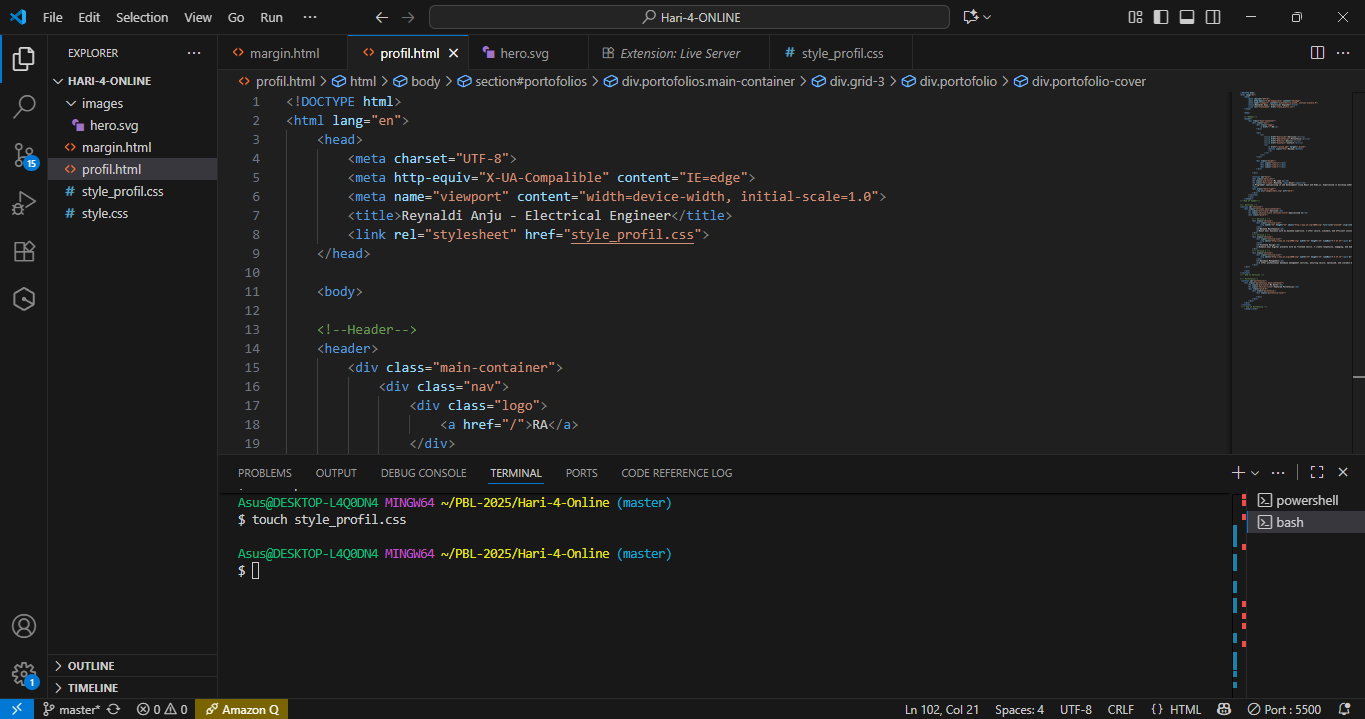 File Edit Selection View Go Run ···
Hari-4-ONLINE
EXPLORER
HARI-4-ONLINE
images
hero.svg
margin.html
profil.html
style_profil.css
style.css
OUTLINE
TIMELINE
15
1
margin.html profil.html hero.svg Extension: Live Server style_profil.css
profil.html > html > body > section#portofolios > div.portofolios.main-container > div.grid-3 > div.portofolio > div.portofolio-cover
1 <!DOCTYPE html>
2 <html lang="en">
3 <head>
4 <meta charset="UTF-8">
5 <meta http-equiv="X-UA-Compalible" content="IE=edge">
6 <meta name="viewport" content="width=device-width, initial-scale=1.0">
7 <title>Reynaldi Anju - Electrical Engineer</title>
8 <link rel="stylesheet" href="style_profil.css">
9 </head>
10
11 <body>
12
13 <!--Header-->
14 <header>
15 <div class="main-container">
16 <div class="nav">
17 <div class="logo">
18 <a href="/">RA</a>
19 </div>
PROBLEMS OUTPUT DEBUG CONSOLE TERMINAL PORTS CODE REFERENCE LOG
Asus@DESKTOP-L4Q0DN4 MINGW64 ~/PBL-2025/Hari-4-Online (master)
$ touch style_profil.css
Asus@DESKTOP-L4Q0DN4 MINGW64 ~/PBL-2025/Hari-4-Online (master)
$
powershell
bash
master* 0 0 Amazon Q Ln 102, Col 21 Spaces: 4 UTF-8 CRLF {} HTML Port : 5500